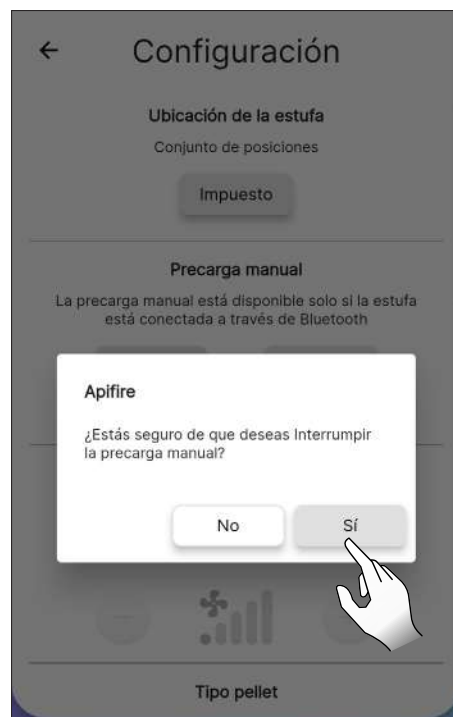 Configuración
Ubicación de la estufa
Conjunto de posiciones
Impuesto
Precarga manual
La precarga manual está disponible solo si la estufa
está conectada a través de Bluetooth
Apifire
¿Estás seguro de que deseas Interrumpir
la precarga manual?
No
Sí
Tipo pellet